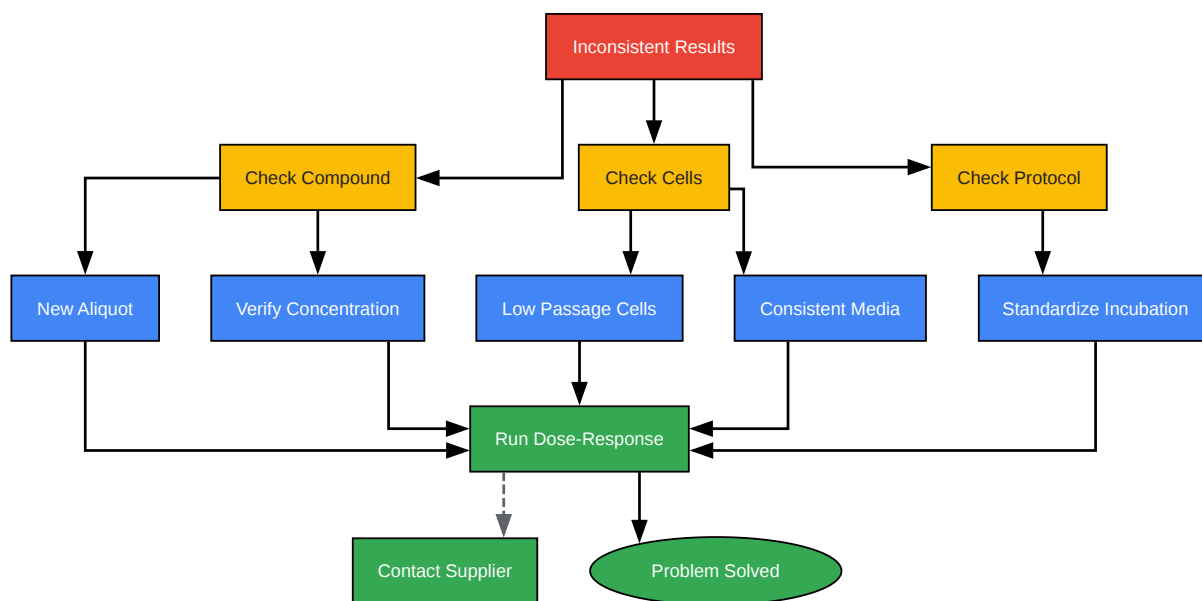 Inconsistent Results
Check Compound
Check Cells
Check Protocol
New Aliquot
Verify Concentration
Low Passage Cells
Consistent Media
Standardize Incubation
Run Dose-Response
Contact Supplier
Problem Solved